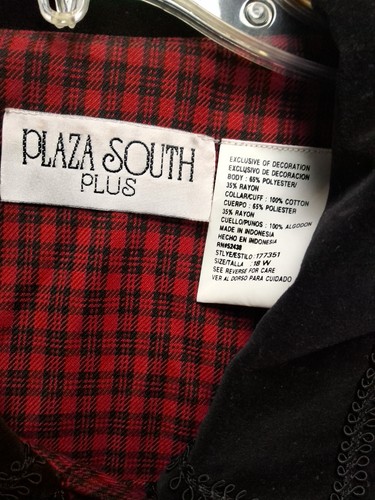 PLAZA SOUTH
PLUS
EXCLUSIVE OF DECORATION
EXCLUSIVO DE DECORACION
BODY : 65% POLYESTER/
35% RAYON
COLLAR/CUFF : 100% COTTON
CUERPO : 65% POLIESTER
35% RAYON
CUELLO/PUNOS : 100% ALGODON
MADE IN INDONESIA
HECHO EN INDONESIA
RN#52438
STLYE/ESTILO : 177351
SIZE/TALLA : 18 W
SEE REVERSE FOR CARE
VER AL DORSO PARA CUIDADO